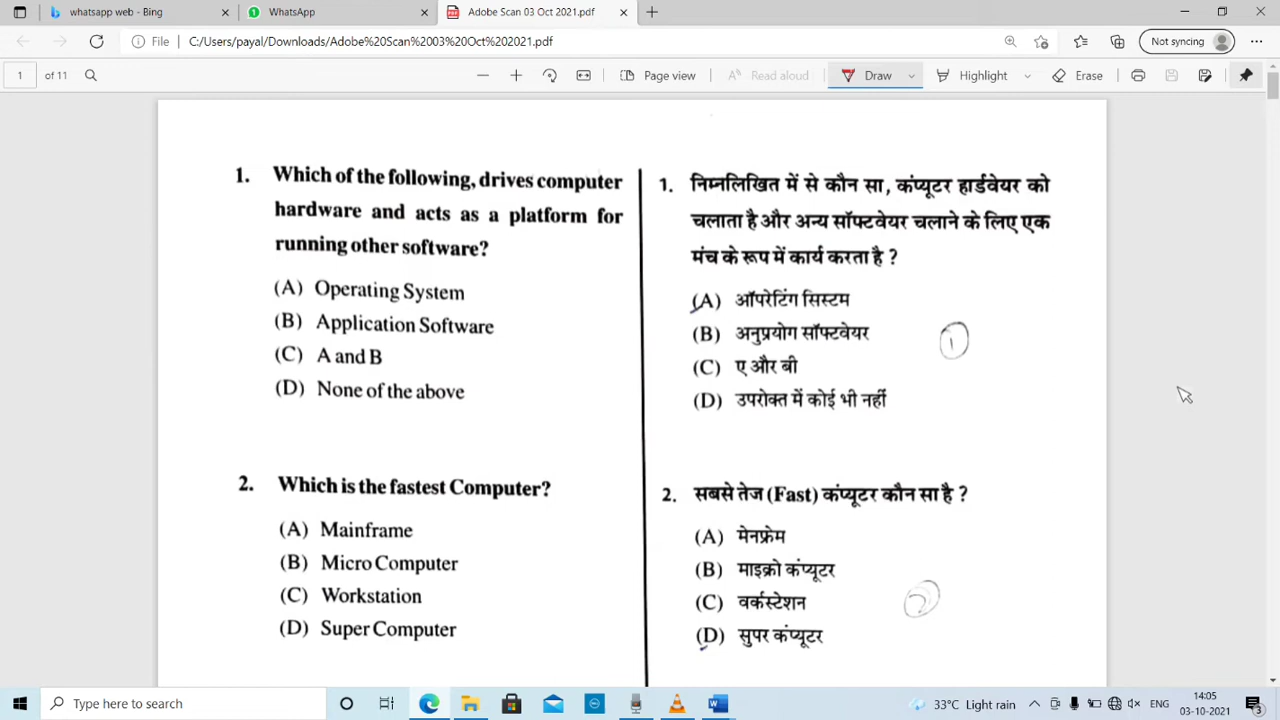 whatsapp web - Bing
WhatsApp
Adobe Scan 03 Oct 2021.pdf
File
C:/Users/payal/Downloads/Adobe%20Scan%2003%20Oct%202021.pdf
Not syncing
1 of 11
Page view
Read aloud
Draw
Highlight
Erase
1. Which of the following, drives computer
hardware and acts as a platform for
running other software?
(A) Operating System
(B) Application Software
(C) A and B
(D) None of the above
2. Which is the fastest Computer?
(A) Mainframe
(B) Micro Computer
(C) Workstation
(D) Super Computer
1. निम्नलिखित में से कौन सा, कंप्यूटर हार्डवेयर को
चलाता है और अन्य सॉफ्टवेयर चलाने के लिए एक
मंच के रूप में कार्य करता है ?
(A) ऑपरेटिंग सिस्टम
(B) अनुप्रयोग सॉफ्टवेयर
(C) ए और बी
(D) उपरोक्त में कोई भी नहीं
1
2. सबसे तेज (Fast) कंप्यूटर कौन सा है ?
(A) मेनफ्रेम
(B) माइक्रो कंप्यूटर
(C) वर्कस्टेशन
(D) सुपर कंप्यूटर
2
Type here to search
33°C Light rain
ENG
14:05
03-10-2021
3